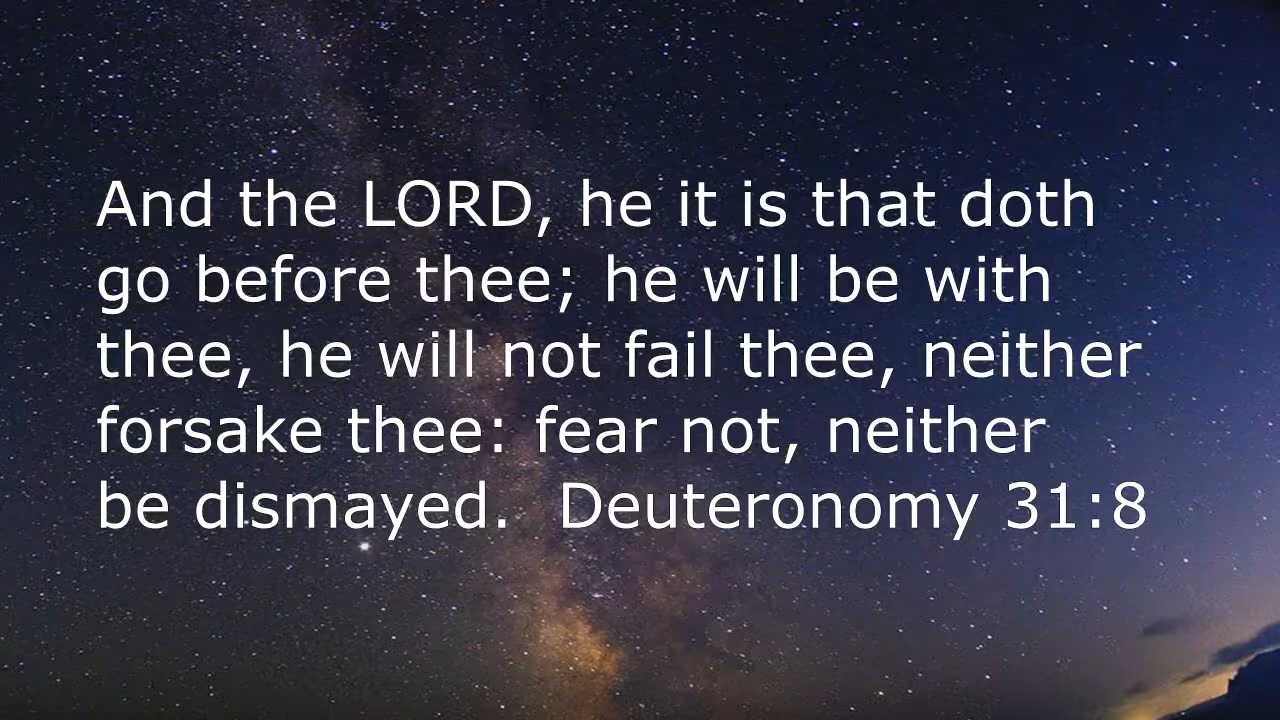 And the LORD, he it is that doth
go before thee; he will be with
thee, he will not fail thee, neither
forsake thee: fear not, neither
be dismayed.  Deuteronomy 31:8